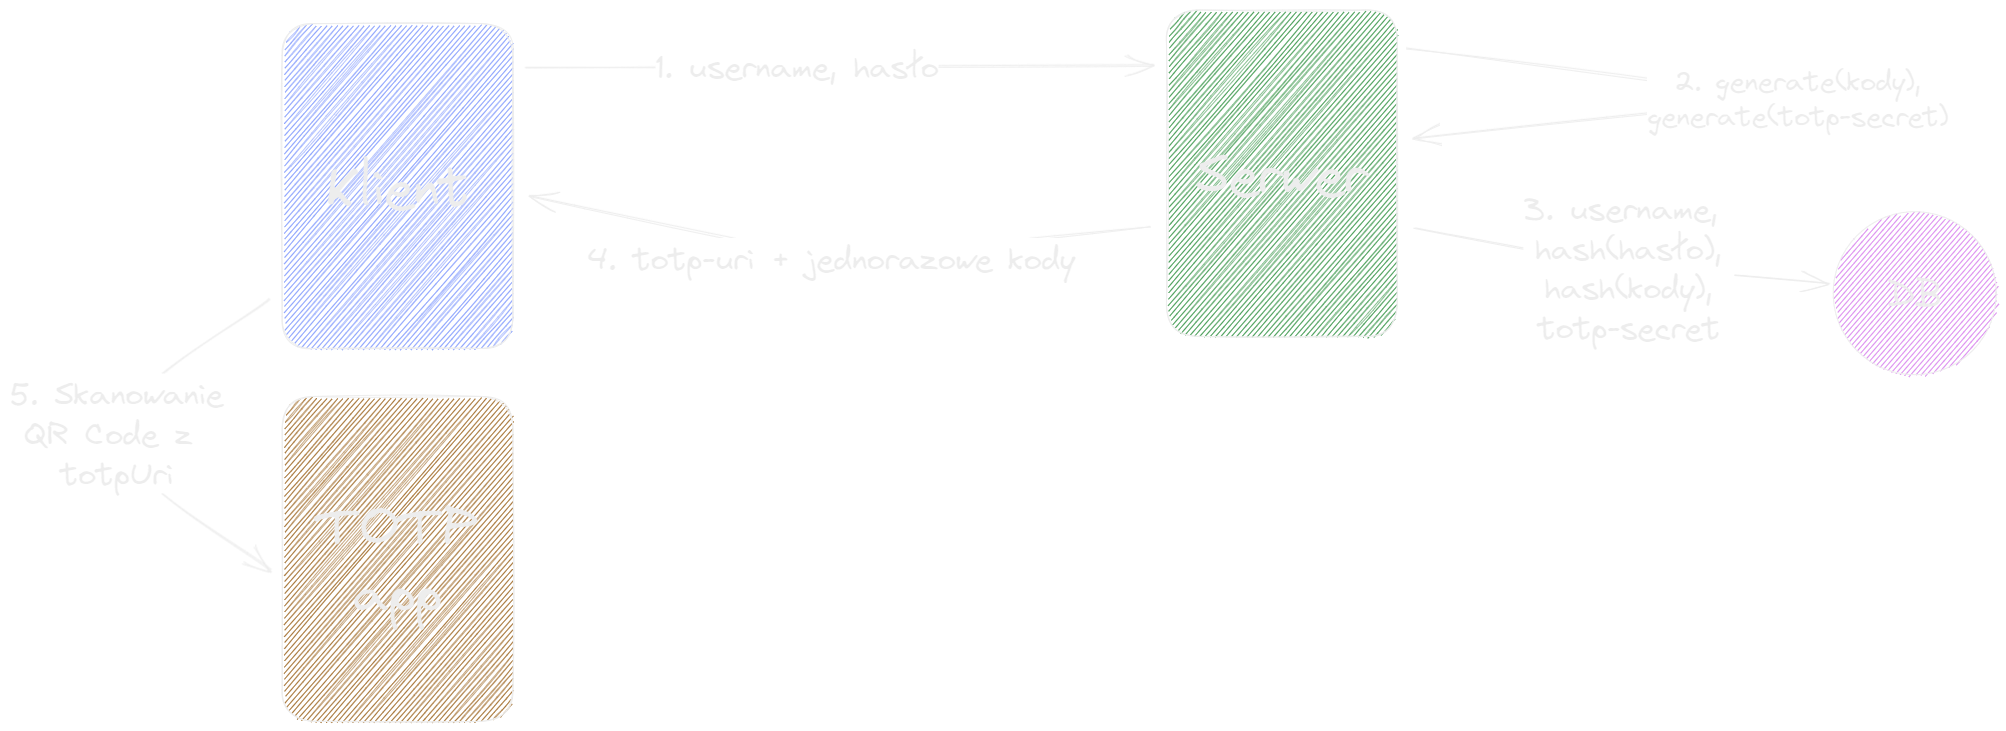 1. username, hasło
2. generate(kody),
generate(totp-secret)
Klient
Serwer
3. username,
hash(hasło),
hash(kody),
totp-secret
4. totp-uri + jednorazowe kody
5. Skanowanie
QR Code z
totpUri
TOTP
app